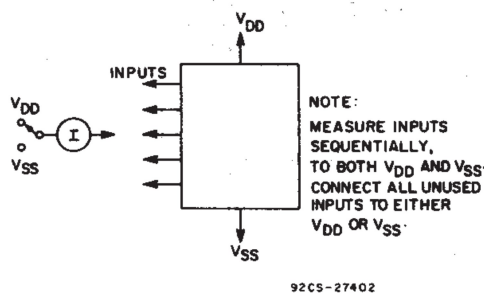 VDD
INPUTS
VDD
I
VSS
NOTE:
MEASURE INPUTS
SEQUENTIALLY,
TO BOTH VDD AND VSS.
CONNECT ALL UNUSED
INPUTS TO EITHER
VDD OR VSS.
VSS
92CS-27402